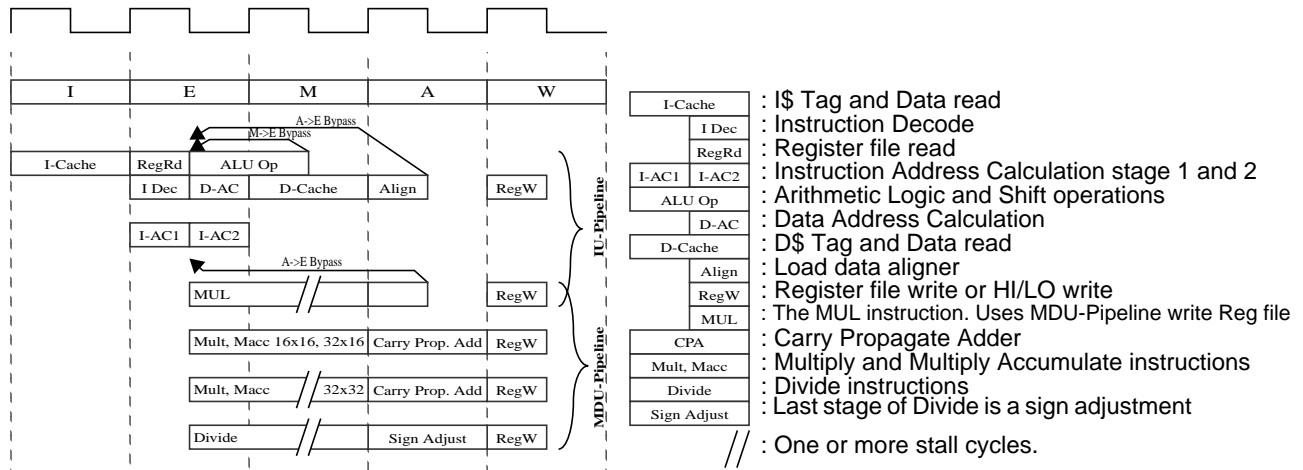 I E M A W
A->E Bypass
M->E Bypass
I-Cache RegRd ALU Op
I Dec D-AC D-Cache Align RegW
I-AC1 I-AC2
A->E Bypass
MUL RegW
Mult, Macc 16x16, 32x16 Carry Prop. Add RegW
Mult, Macc 32x32 Carry Prop. Add RegW
Divide Sign Adjust RegW
IU-Pipeline
MDU-Pipeline
I-Cache : I$ Tag and Data read
I Dec : Instruction Decode
RegRd : Register file read
I-AC1 I-AC2 : Instruction Address Calculation stage 1 and 2
ALU Op : Arithmetic Logic and Shift operations
D-AC : Data Address Calculation
D-Cache : D$ Tag and Data read
Align : Load data aligner
RegW : Register file write or HI/LO write
MUL : The MUL instruction. Uses MDU-Pipeline write Reg file
CPA : Carry Propagate Adder
Mult, Macc : Multiply and Multiply Accumulate instructions
Divide : Divide instructions
Sign Adjust : Last stage of Divide is a sign adjustment
: One or more stall cycles.